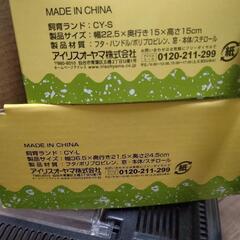 MADE IN CHINA
飼育ランド：CY-S
製品サイズ：幅22.5×奥行き15×高さ15cm
製品材質：フタ・ハンドル/ポリプロピレン、窓・本体/スチロール
アイリスオーヤマ株式会社
0120-211-299
紙
MADE IN CHINA
飼育ランド：CY-L
製品サイズ：幅36.5×奥行き21.5×高さ24.5cm
製品材質：フタ・ハンドル/ポリプロピレン、窓・本体/スチロール
アイリスオーヤマ株式会社
0120-211-299
紙